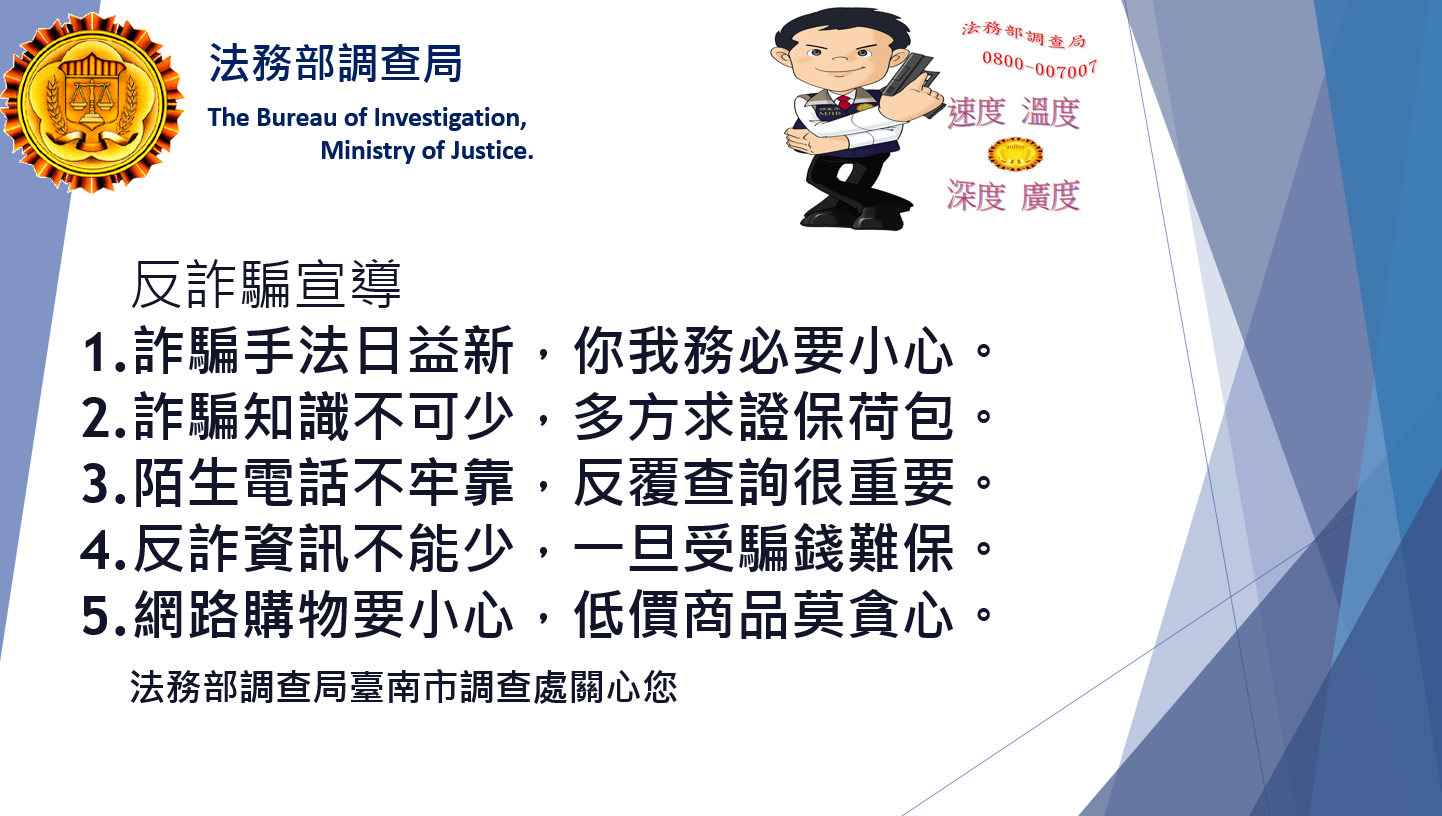 法務部調查局
The Bureau of Investigation,
Ministry of Justice.
法務部調查局
0800-007007
速度 溫度
深度 廣度
MJIB
反詐騙宣導
1.詐騙手法日益新，你我務必要小心。
2.詐騙知識不可少，多方求證保荷包。
3.陌生電話不牢靠，反覆查詢很重要。
4.反詐資訊不能少，一旦受騙錢難保。
5.網路購物要小心，低價商品莫貪心。
法務部調查局臺南市調查處關心您